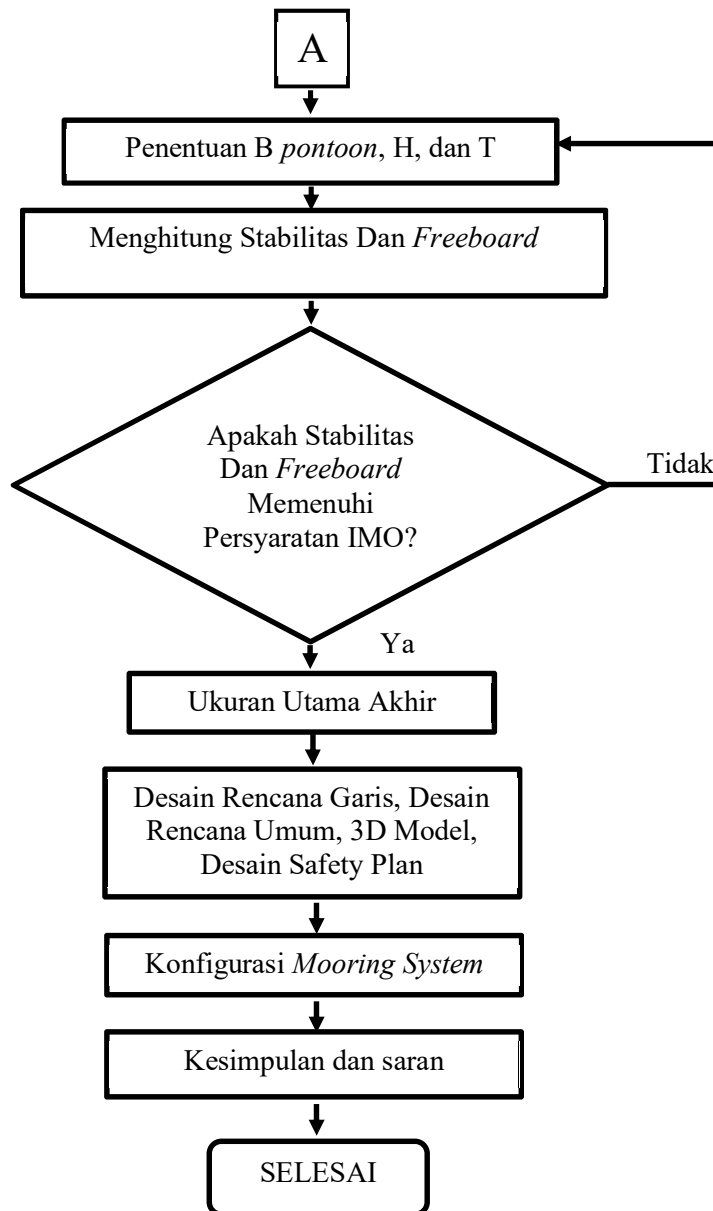 A
Penentuan B pontoon, H, dan T
Menghitung Stabilitas Dan Freeboard
Apakah Stabilitas
Dan Freeboard
Memenuhi
Persyaratan IMO?
Tidak
Ya
Ukuran Utama Akhir
Desain Rencana Garis, Desain
Rencana Umum, 3D Model,
Desain Safety Plan
Konfigurasi Mooring System
Kesimpulan dan saran
SELESAI